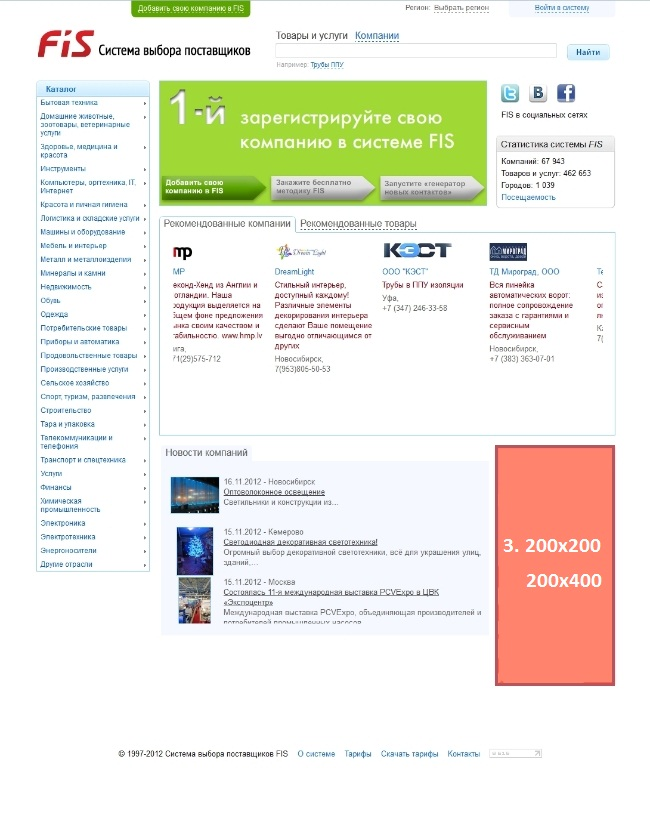 Добавить свою компанию в FIS
Регион: Выбрать регион
Войти в систему
FiS Система выбора поставщиков
Товары и услуги Компании
Найти
Например: Трубы ППУ
Каталог
Бытовая техника
Домашние животные,
зоотовары, ветеринарные
услуги
Здоровье, медицина и
красота
Инструменты
Компьютеры, оргтехника, IT,
Интернет
Красота и личная гигиена
Логистика и складские услуги
Машины и оборудование
Мебель и интерьер
Металл и металлоизделия
Минералы и камни
Недвижимость
Обувь
Одежда
Потребительские товары
Приборы и автоматика
Продовольственные товары
Производственные услуги
Сельское хозяйство
Спорт, туризм, развлечения
Строительство
Тара и упаковка
Телекоммуникации и
телефония
Транспорт и спецтехника
Услуги
Финансы
Химическая
промышленность
Электроника
Электротехника
Энергоносители
Другие отрасли
1-й зарегистрируйте свою
компанию в системе FIS
Добавить свою
компанию в FIS
Закажите бесплатно
методику FIS
Запустите «генератор
новых контактов»
FIS в социальных сетях
Статистика системы FIS
Компаний: 67 943
Товаров и услуг: 462 653
Городов: 1 039
Посещаемость
Рекомендованные компании
Рекомендованные товары
mp
MP
еконд-Хенд из Англии и
отландии. Наша
одукция выделяется на
бщем фоне предложения
нка своим качеством и
абильностью. www.hmp.lv
ига,
71(29)575-712
Dream Light
DreamLight
Стильный интерьер,
доступный каждому!
Различные элементы
декорирования интерьера
сделают Ваше помещение
выгодно отличающимся от
других
Новосибирск,
7(953)805-50-53
КЭСТ
ООО "КЭСТ"
Трубы в ППУ изоляции
Уфа,
+7 (347) 246-33-58
МИРОГРАД
ТД Мироград, ООО
Вся линейка
автоматических ворот:
полное сопровождение
заказа с гарантиями и
сервисным
обслуживанием
Новосибирск,
+7 (383) 363-07-01
Новости компаний
16.11.2012 - Новосибирск
Оптоволоконное освещение
Светильники и конструкции из...
15.11.2012 - Кемерово
Светодиодная декоративная светотехника!
Огромный выбор декоративной светотехники, всё для украшения улиц,
зданий,...
15.11.2012 - Москва
Состоялась 11-я международная выставка PCVExpo в ЦВК
«Экспоцентр»
Международная выставка PCVExpo, объединяющая производителей и
потребителей промышленных насосов,
3. 200x200
200x400
© 1997-2012 Система выбора поставщиков FIS О системе Тарифы Скачать тарифы Контакты